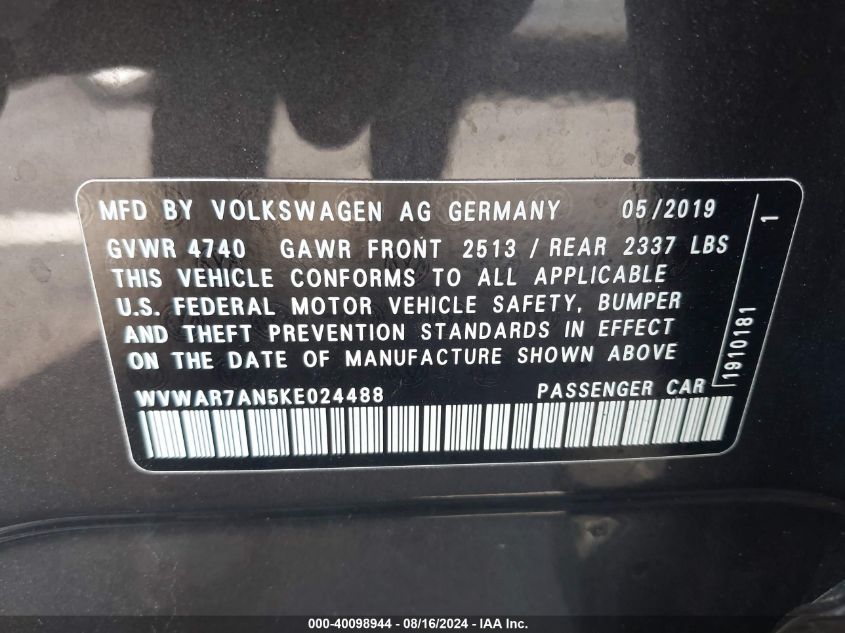 MFD BY VOLKSWAGEN AG GERMANY 05/2019
GVWR 4740 GAWR FRONT 2513 / REAR 2337 LBS
THIS VEHICLE CONFORMS TO ALL APPLICABLE
U.S. FEDERAL MOTOR VEHICLE SAFETY, BUMPER
AND THEFT PREVENTION STANDARDS IN EFFECT
ON THE DATE OF MANUFACTURE SHOWN ABOVE
WVWAR7AN5KE024488 PASSENGER CAR
1910181 1
000-40098944 - 08/16/2024 - IAA Inc.